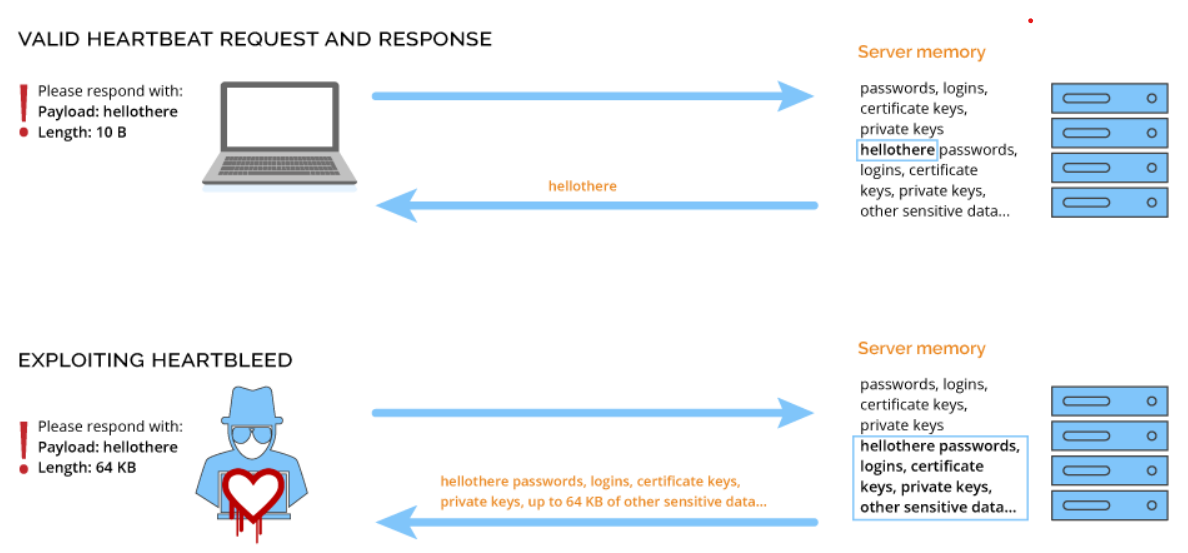 VALID HEARTBEAT REQUEST AND RESPONSE
Please respond with:
Payload: hellothere
Length: 10 B
hellothere
Server memory
passwords, logins,
certificate keys,
private keys
hellothere passwords,
logins, certificate
keys, private keys,
other sensitive data...
EXPLOITING HEARTBLEED
Please respond with:
Payload: hellothere
Length: 64 KB
hellothere passwords, logins, certificate keys,
private keys, up to 64 KB of other sensitive data...
Server memory
passwords, logins,
certificate keys,
private keys
hellothere passwords,
logins, certificate
keys, private keys,
other sensitive data...